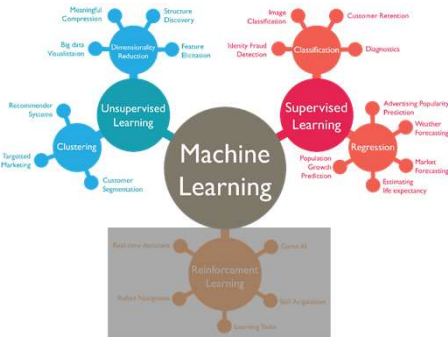 Meaningful
Compression
Structure
Discovery
Big data
Visualistaion
Dimensionality
Reduction
Feature
Elicitation
Recommender
Systems
Unsupervised
Learning
Targetted
Marketing
Clustering
Customer
Segmentation
Image
Classification
Customer Retention
Idenity Fraud
Detection
Classification
Diagnostics
Supervised
Learning
Advertising Popularity
Prediction
Weather
Forecasting
Population
Growth
Prediction
Regression
Market
Forecasting
Estimating
life expectancy
Machine
Learning
Real-time decisions
Game AI
Reinforcement
Learning
Robot Navigation
Skill Acquisition
Learning Tasks